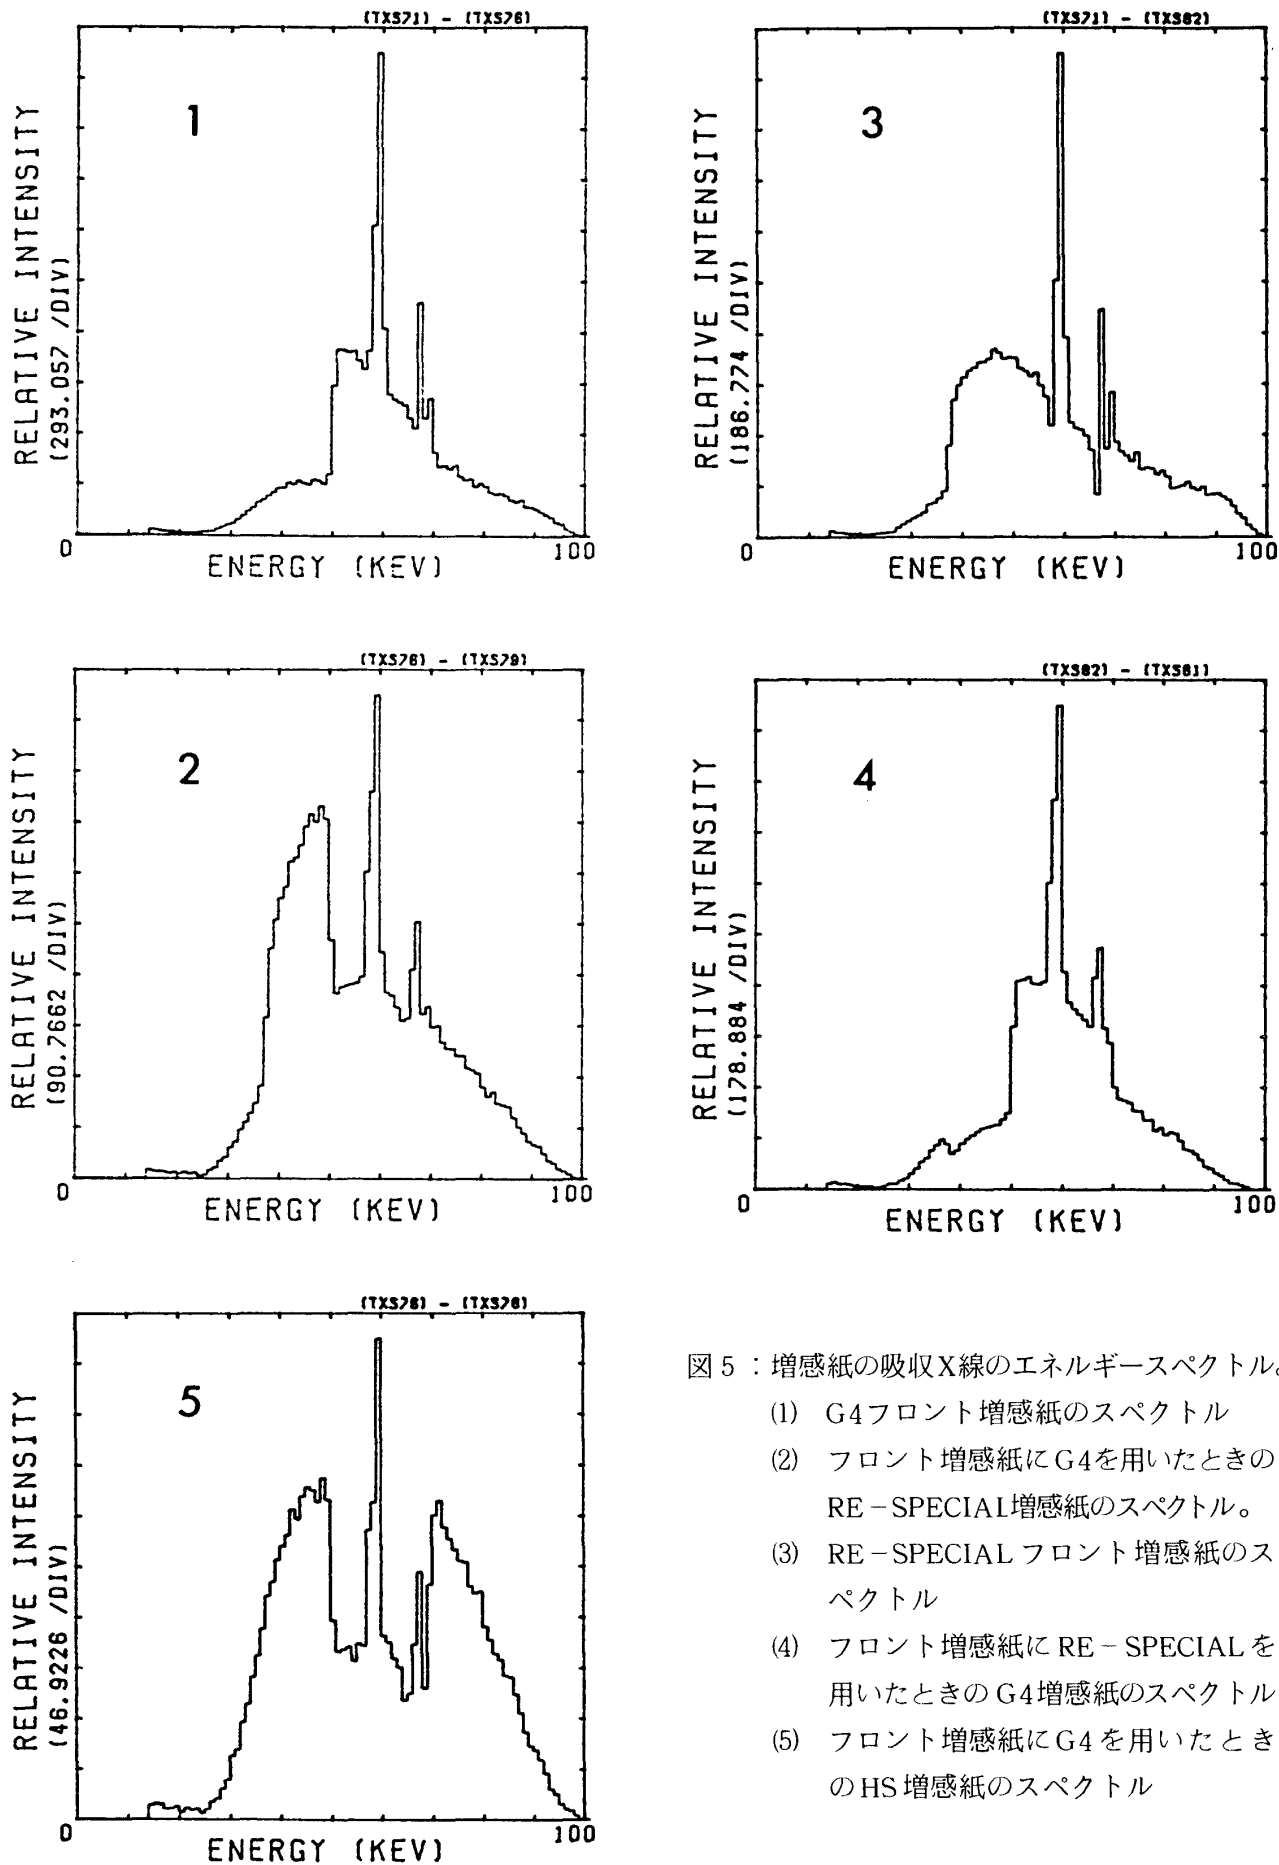 (TXS71) - (TXS76)
1
RELATIVE INTENSITY
(293.057 /DIV)
0
100
ENERGY (KEV)
(TXS71) - (TXS82)
3
RELATIVE INTENSITY
(186.774 /DIV)
0
100
ENERGY (KEV)
(TXS76) - (TXS79)
2
RELATIVE INTENSITY
(90.7662 /DIV)
0
100
ENERGY (KEV)
(TXS82) - (TXS81)
4
RELATIVE INTENSITY
(178.884 /DIV)
0
100
ENERGY (KEV)
(TXS76) - (TXS78)
5
RELATIVE INTENSITY
(46.9226 /DIV)
0
100
ENERGY (KEV)
図5：増感紙の吸収X線のエネルギースペクトル。
(1) G4フロント増感紙のスペクトル
(2) フロント増感紙にG4を用いたときの
RE－SPECIAL増感紙のスペクトル。
(3) RE－SPECIALフロント増感紙のス
ペクトル
(4) フロント増感紙にRE－SPECIALを
用いたときのG4増感紙のスペクトル
(5) フロント増感紙にG4を用いたとき
のHS増感紙のスペクトル